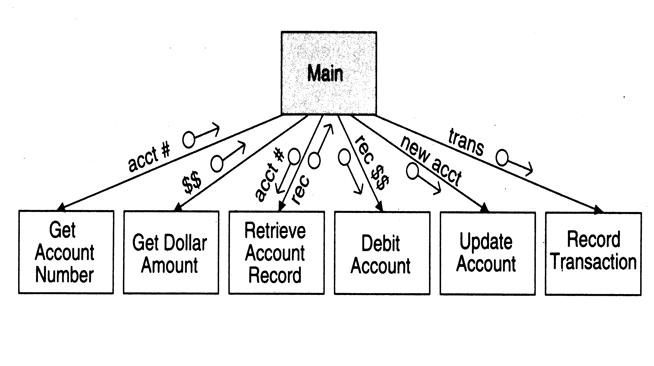 Main
acct #
$$
acct #
rec
rec $$
new acct
trans
Get
Account
Number
Get Dollar
Amount
Retrieve
Account
Record
Debit
Account
Update
Account
Record
Transaction